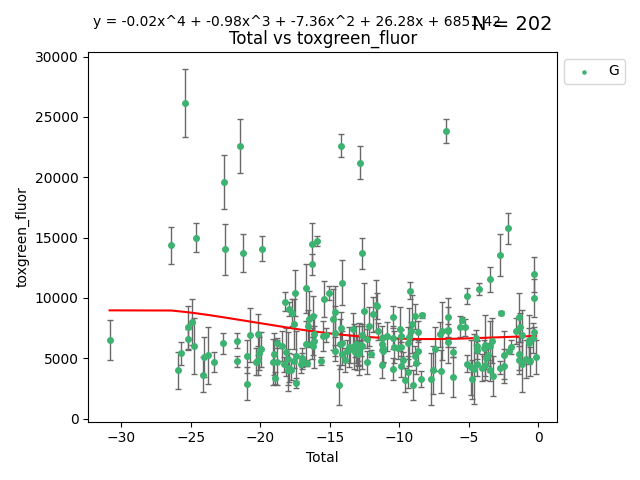 y = -0.02x^4 + -0.98x^3 + -7.36x^2 + 26.28x + 6851.42
N = 202
Total vs toxgreen_fluor
30000
25000
20000
15000
10000
5000
0
toxgreen_fluor
−30
−25
−20
−15
−10
−5
0
Total
G